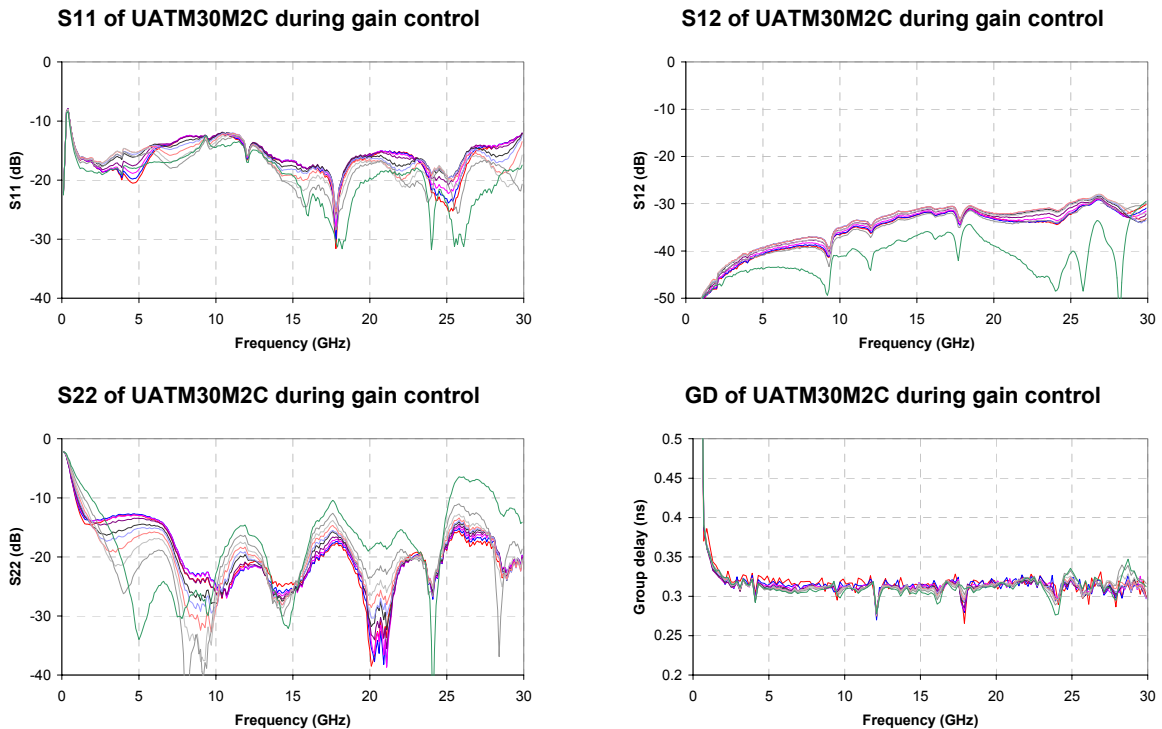 S11 of UATM30M2C during gain control
0
-10
-20
-30
-40
S11 (dB)
0 5 10 15 20 25 30
Frequency (GHz)
S12 of UATM30M2C during gain control
0
-10
-20
-30
-40
-50
S12 (dB)
0 5 10 15 20 25 30
Frequency (GHz)
S22 of UATM30M2C during gain control
0
-10
-20
-30
-40
S22 (dB)
0 5 10 15 20 25 30
Frequency (GHz)
GD of UATM30M2C during gain control
0.5
0.45
0.4
0.35
0.3
0.25
0.2
Group delay (ns)
0 5 10 15 20 25 30
Frequency (GHz)